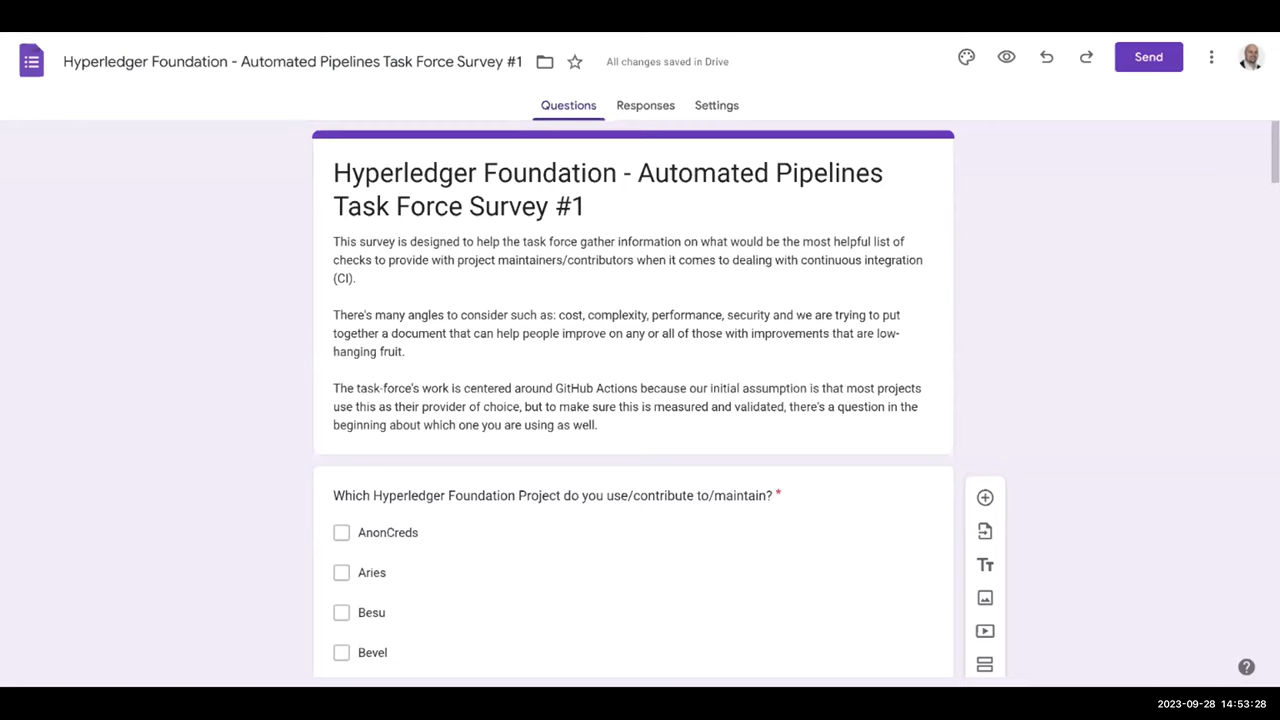 Hyperledger Foundation - Automated Pipelines Task Force Survey #1
All changes saved in Drive
Send
Questions
Responses
Settings
Hyperledger Foundation - Automated Pipelines
Task Force Survey #1
This survey is designed to help the task force gather information on what would be the most helpful list of
checks to provide with project maintainers/contributors when it comes to dealing with continuous integration
(CI).
There's many angles to consider such as: cost, complexity, performance, security and we are trying to put
together a document that can help people improve on any or all of those with improvements that are low-
hanging fruit.
The task-force's work is centered around GitHub Actions because our initial assumption is that most projects
use this as their provider of choice, but to make sure this is measured and validated, there's a question in the
beginning about which one you are using as well.
Which Hyperledger Foundation Project do you use/contribute to/maintain? *
AnonCreds
Aries
Besu
Bevel
Tт
2023-09-28 14:53:28